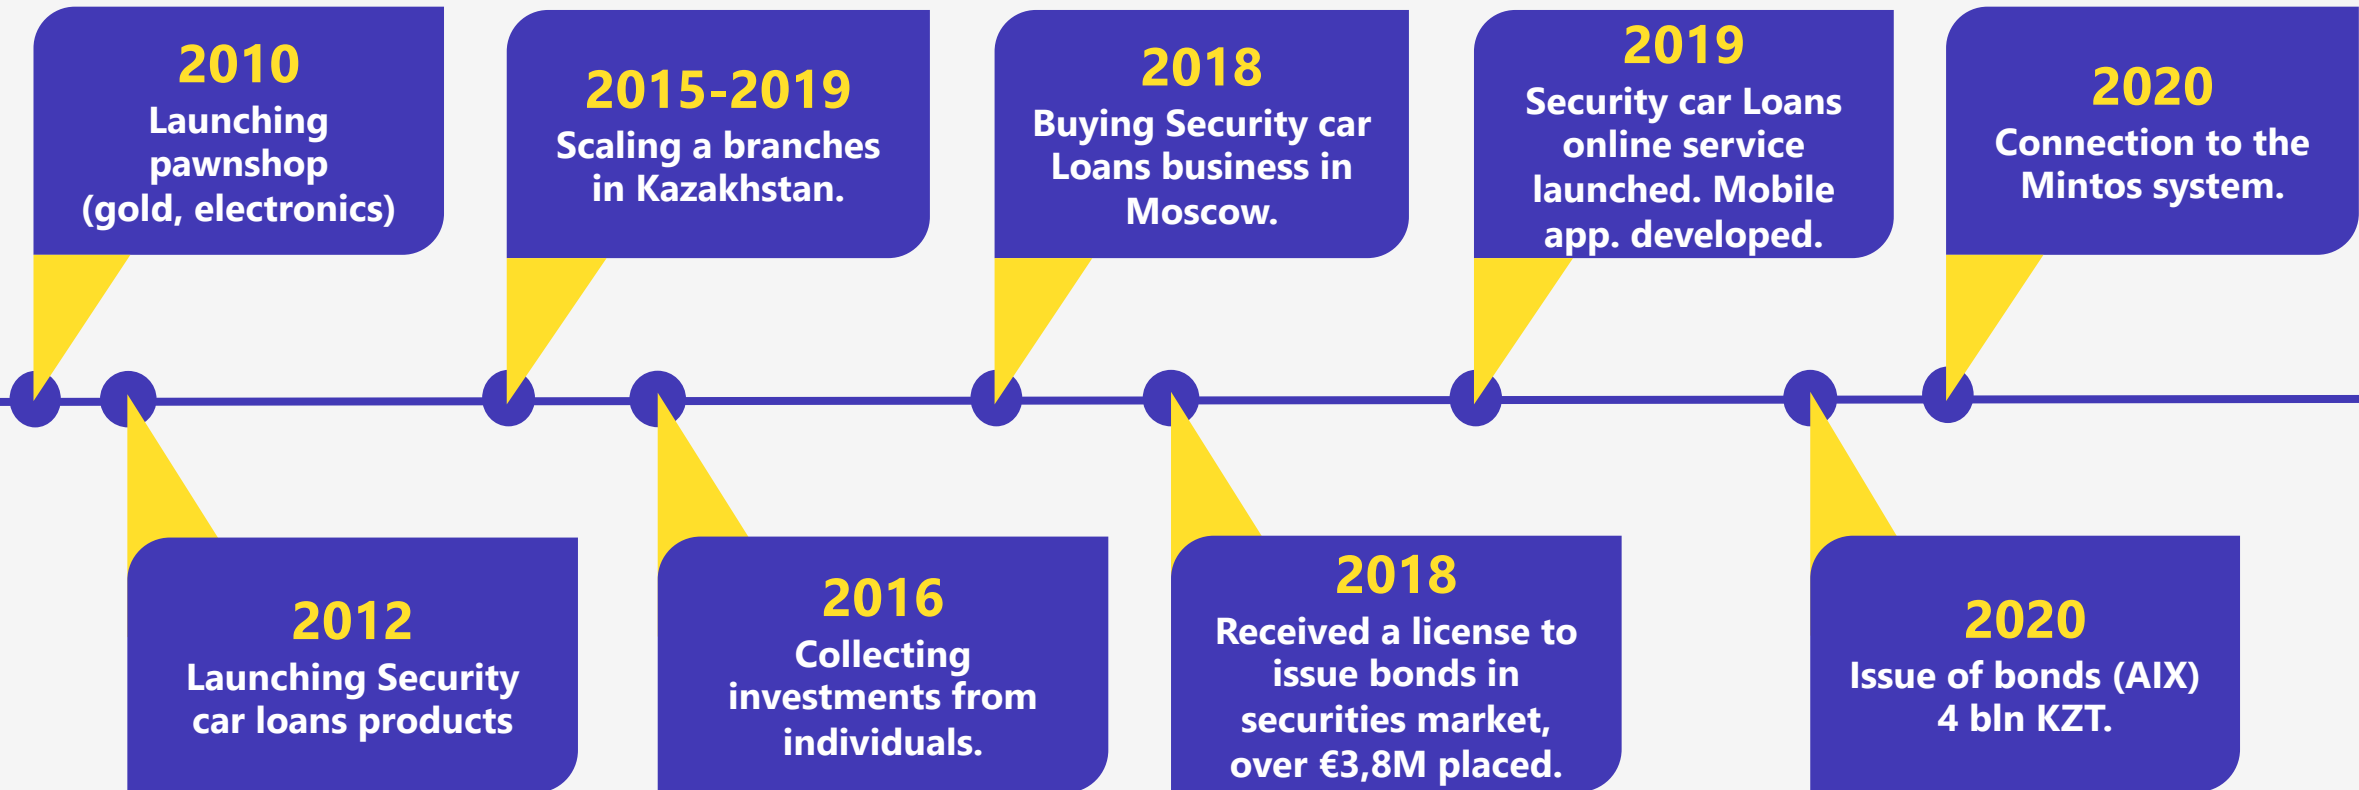 2010
Launching
pawnshop
(gold, electronics)
2015-2019
Scaling a branches
in Kazakhstan.
2018
Buying Security car
Loans business in
Moscow.
2019
Security car Loans
online service
launched. Mobile
app. developed.
2020
Connection to the
Mintos system.
2012
Launching Security
car loans products
2016
Collecting
investments from
individuals.
2018
Received a license to
issue bonds in
securities market,
over €3,8M placed.
2020
Issue of bonds (AIX)
4 bln KZT.